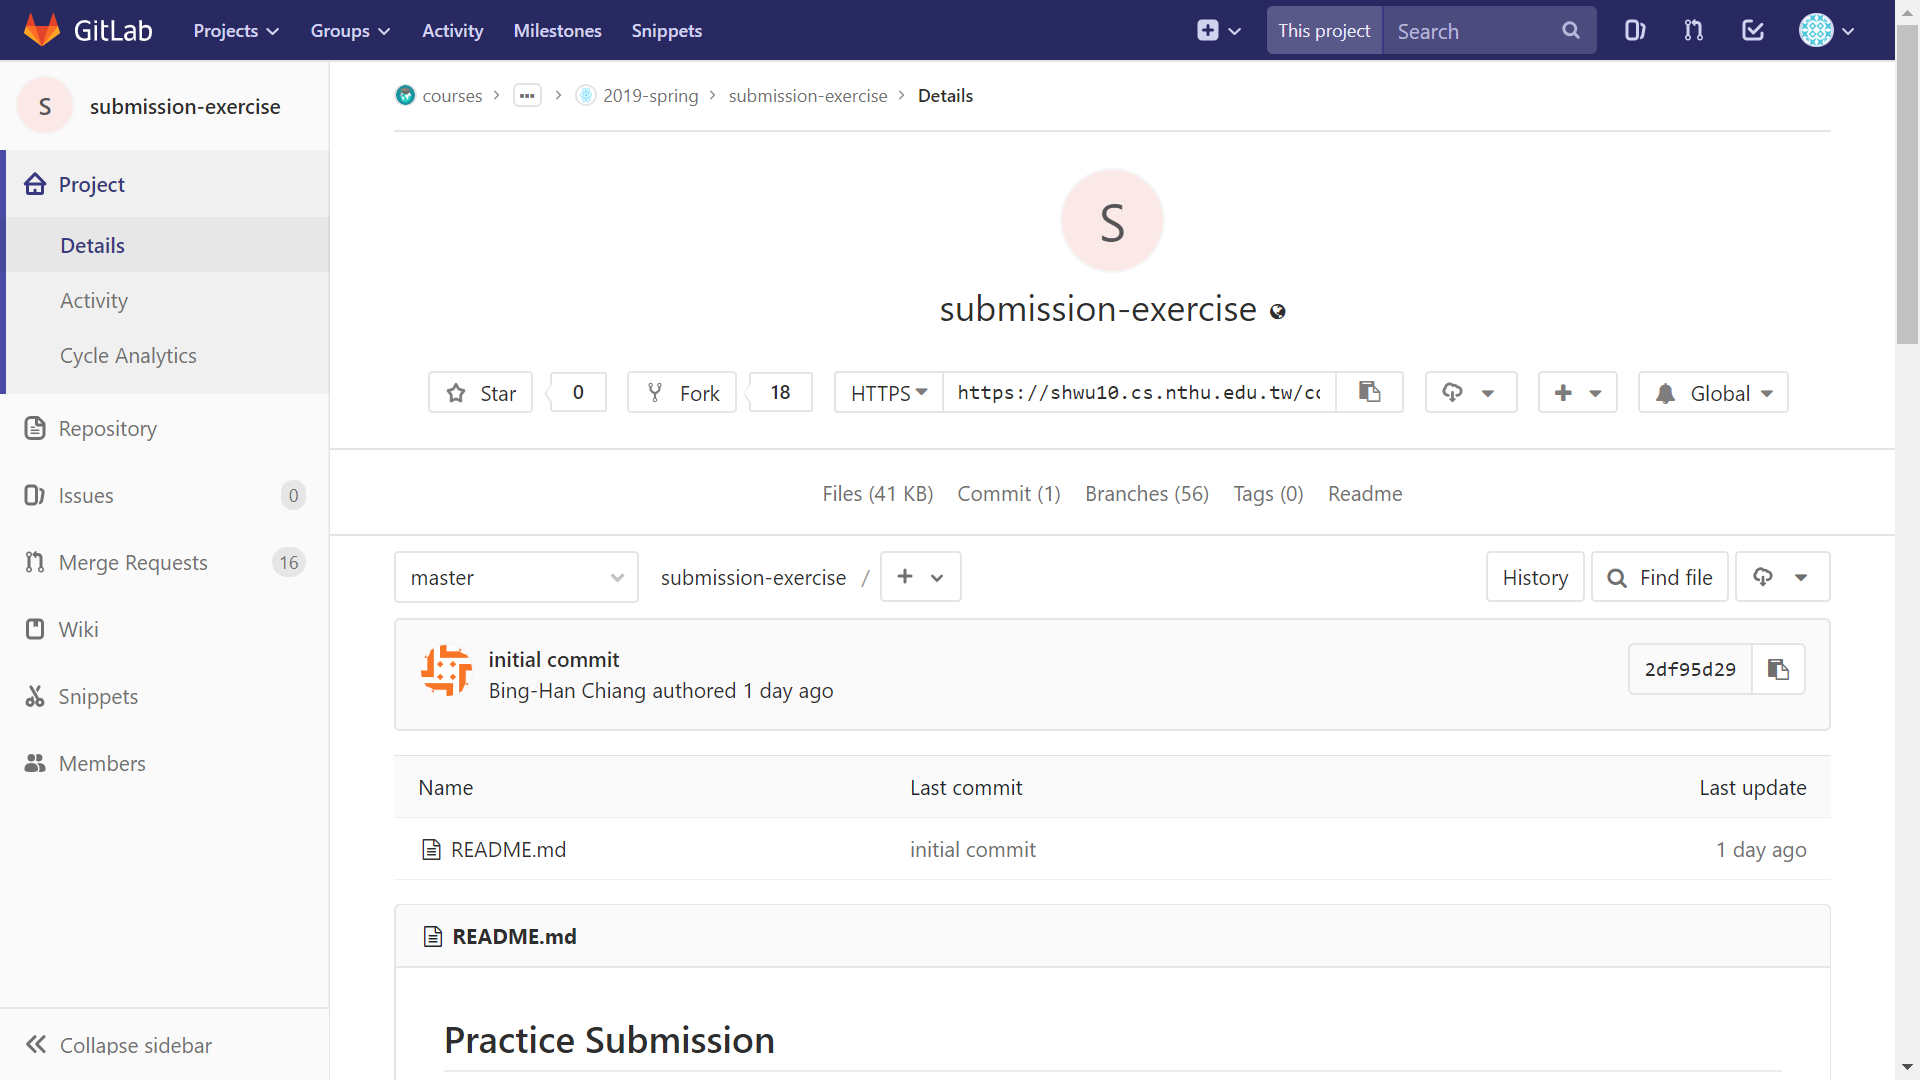 GitLab Projects Groups Activity Milestones Snippets This project Search
S submission-exercise
Project
Details
Activity
Cycle Analytics
Repository
Issues 0
Merge Requests 16
Wiki
Snippets
Members
Collapse sidebar
courses > ... > 2019-spring > submission-exercise > Details
S
submission-exercise
Star 0 Fork 18 HTTPS https://shwu10.cs.nthu.edu.tw/co Global
Files (41 KB) Commit (1) Branches (56) Tags (0) Readme
master submission-exercise / + History Find file
initial commit
Bing-Han Chiang authored 1 day ago
2df95d29
Name Last commit Last update
README.md initial commit 1 day ago
README.md
Practice Submission